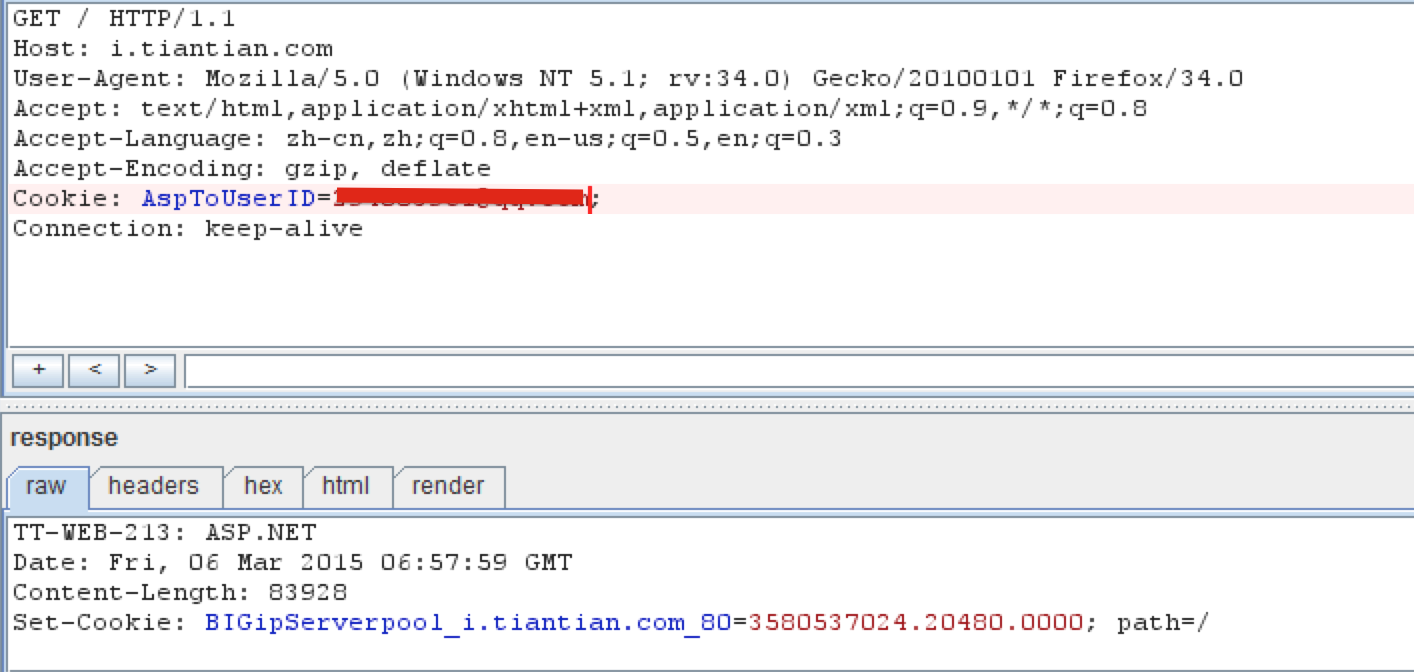 GET / HTTP/1.1
Host: i.tiantian.com
User-Agent: Mozilla/5.0 (Windows NT 5.1; rv:34.0) Gecko/20100101 Firefox/34.0
Accept: text/html,application/xhtml+xml,application/xml;q=0.9,*/*;q=0.8
Accept-Language: zh-cn,zh;q=0.8,en-us;q=0.5,en;q=0.3
Accept-Encoding: gzip, deflate
Cookie: AspToUserID=
Connection: keep-alive
+ < >
response
raw headers hex html render
TT-WEB-213: ASP.NET
Date: Fri, 06 Mar 2015 06:57:59 GMT
Content-Length: 83928
Set-Cookie: BIGipServerpool_i.tiantian.com_80=3580537024.20480.0000; path=/